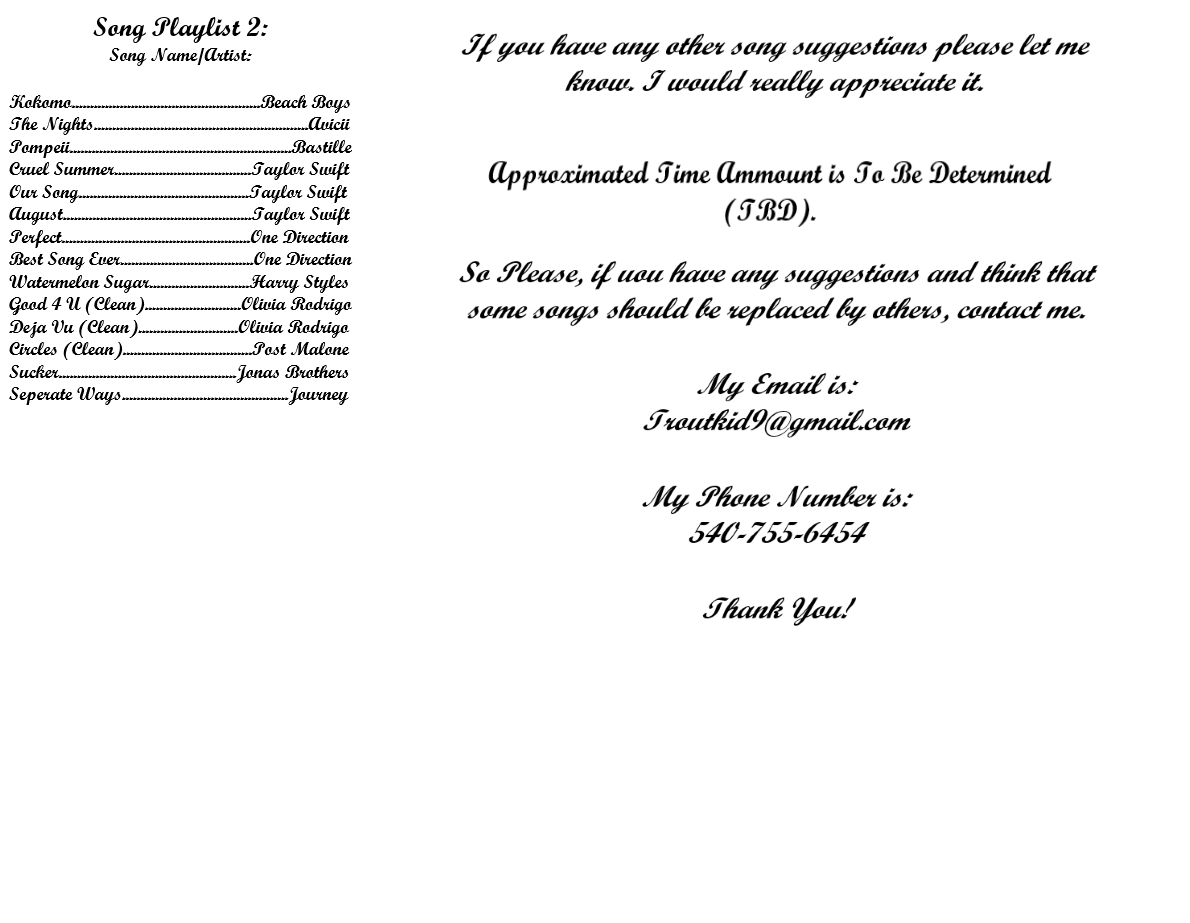 Song Playlist 2:
Song Name/Artist:
Kokomo..................................................Beach Boys
The Nights.........................................................Avicii
Pompeii...........................................................Bastille
Cruel Summer....................................Taylor Swift
Our Song.............................................Taylor Swift
August..................................................Taylor Swift
Perfect..................................................One Direction
Best Song Ever...................................One Direction
Watermelon Sugar...........................Harry Styles
Good 4 U (Clean).........................Olivia Rodrigo
Deja Vu (Clean)..........................Olivia Rodrigo
Circles (Clean)..................................Post Malone
Sucker...............................................Jonas Brothers
Seperate Ways............................................Journey
If you have any other song suggestions please let me
know. I would really appreciate it.
Approximated Time Ammount is To Be Determined
(TBD).
So Please, if uou have any suggestions and think that
some songs should be replaced by others, contact me.
My Email is:
Troutkid9@gmail.com
My Phone Number is:
540-755-6454
Thank You!